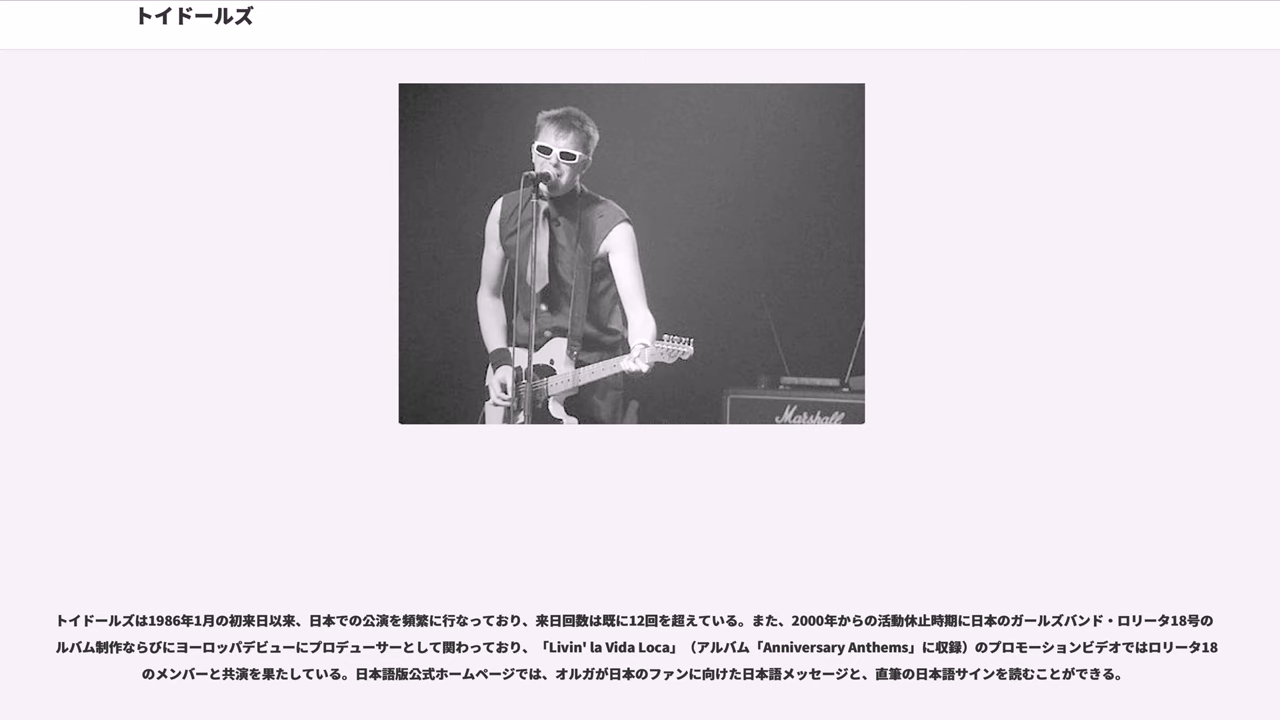 トイドールズ
Marshall
トイドールズは1986年1月の初来日以来、日本での公演を頻繁に行なっており、来日回数は既に12回を超えている。また、2000年からの活動休止時期に日本のガールズバンド・ロリータ18号の
ルバム制作ならびにヨーロッパデビューにプロデューサーとして関わっており、「Livin' la Vida Loca」（アルバム「Anniversary Anthems」に収録）のプロモーションビデオではロリータ18
のメンバーと共演を果たしている。日本語版公式ホームページでは、オルガが日本のファンに向けた日本語メッセージと、直筆の日本語サインを読むことができる。